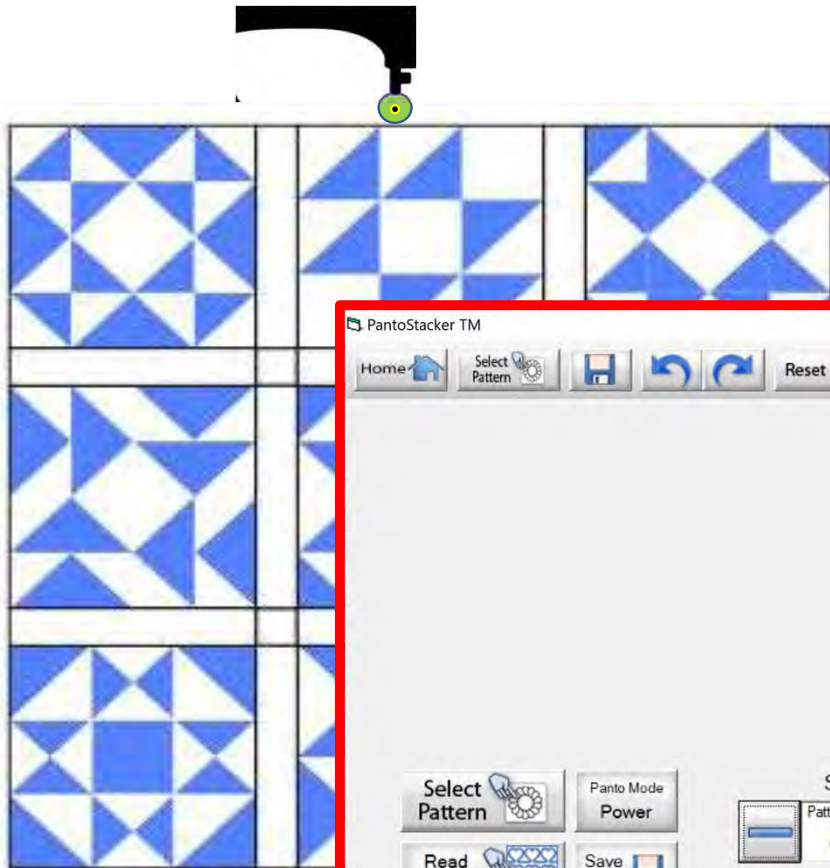 PantoStacker TM
Home
Select
Pattern
Reset
Select
Pattern
Panto Mode
Power
Read
Save